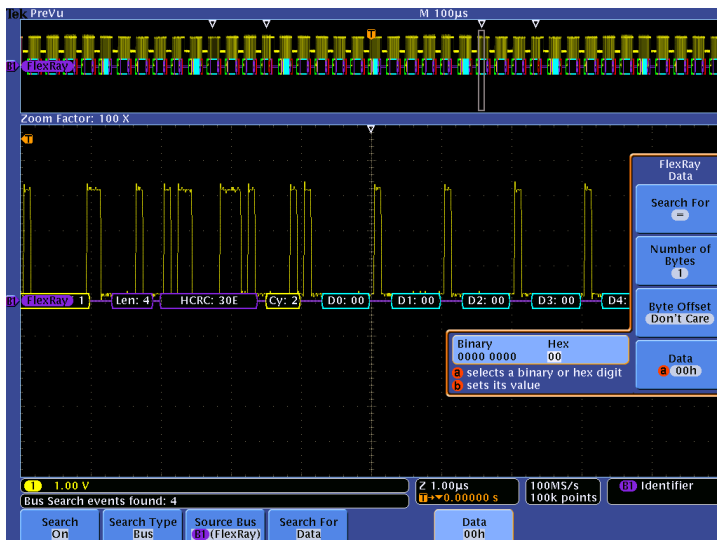 Tek PreVu M 100µs
T
B1 FlexRay
Zoom Factor: 100 X
T
FlexRay
Data
Search For
=
Number of
Bytes
1
Byte Offset
Don't Care
Data
a 00h
B1 FlexRay 1 Len: 4 HCRC: 30E Cy: 2 D0: 00 D1: 00 D2: 00 D3: 00 D4:
Binary Hex
0000 0000 00
a selects a binary or hex digit
b sets its value
1 1.00 V
Bus Search events found: 4
Z 1.00µs
T→▾0.00000 s
100MS/s
100k points
B1 Identifier
Search
On
Search Type
Bus
Source Bus
B1 (FlexRay)
Search For
Data
Data
00h